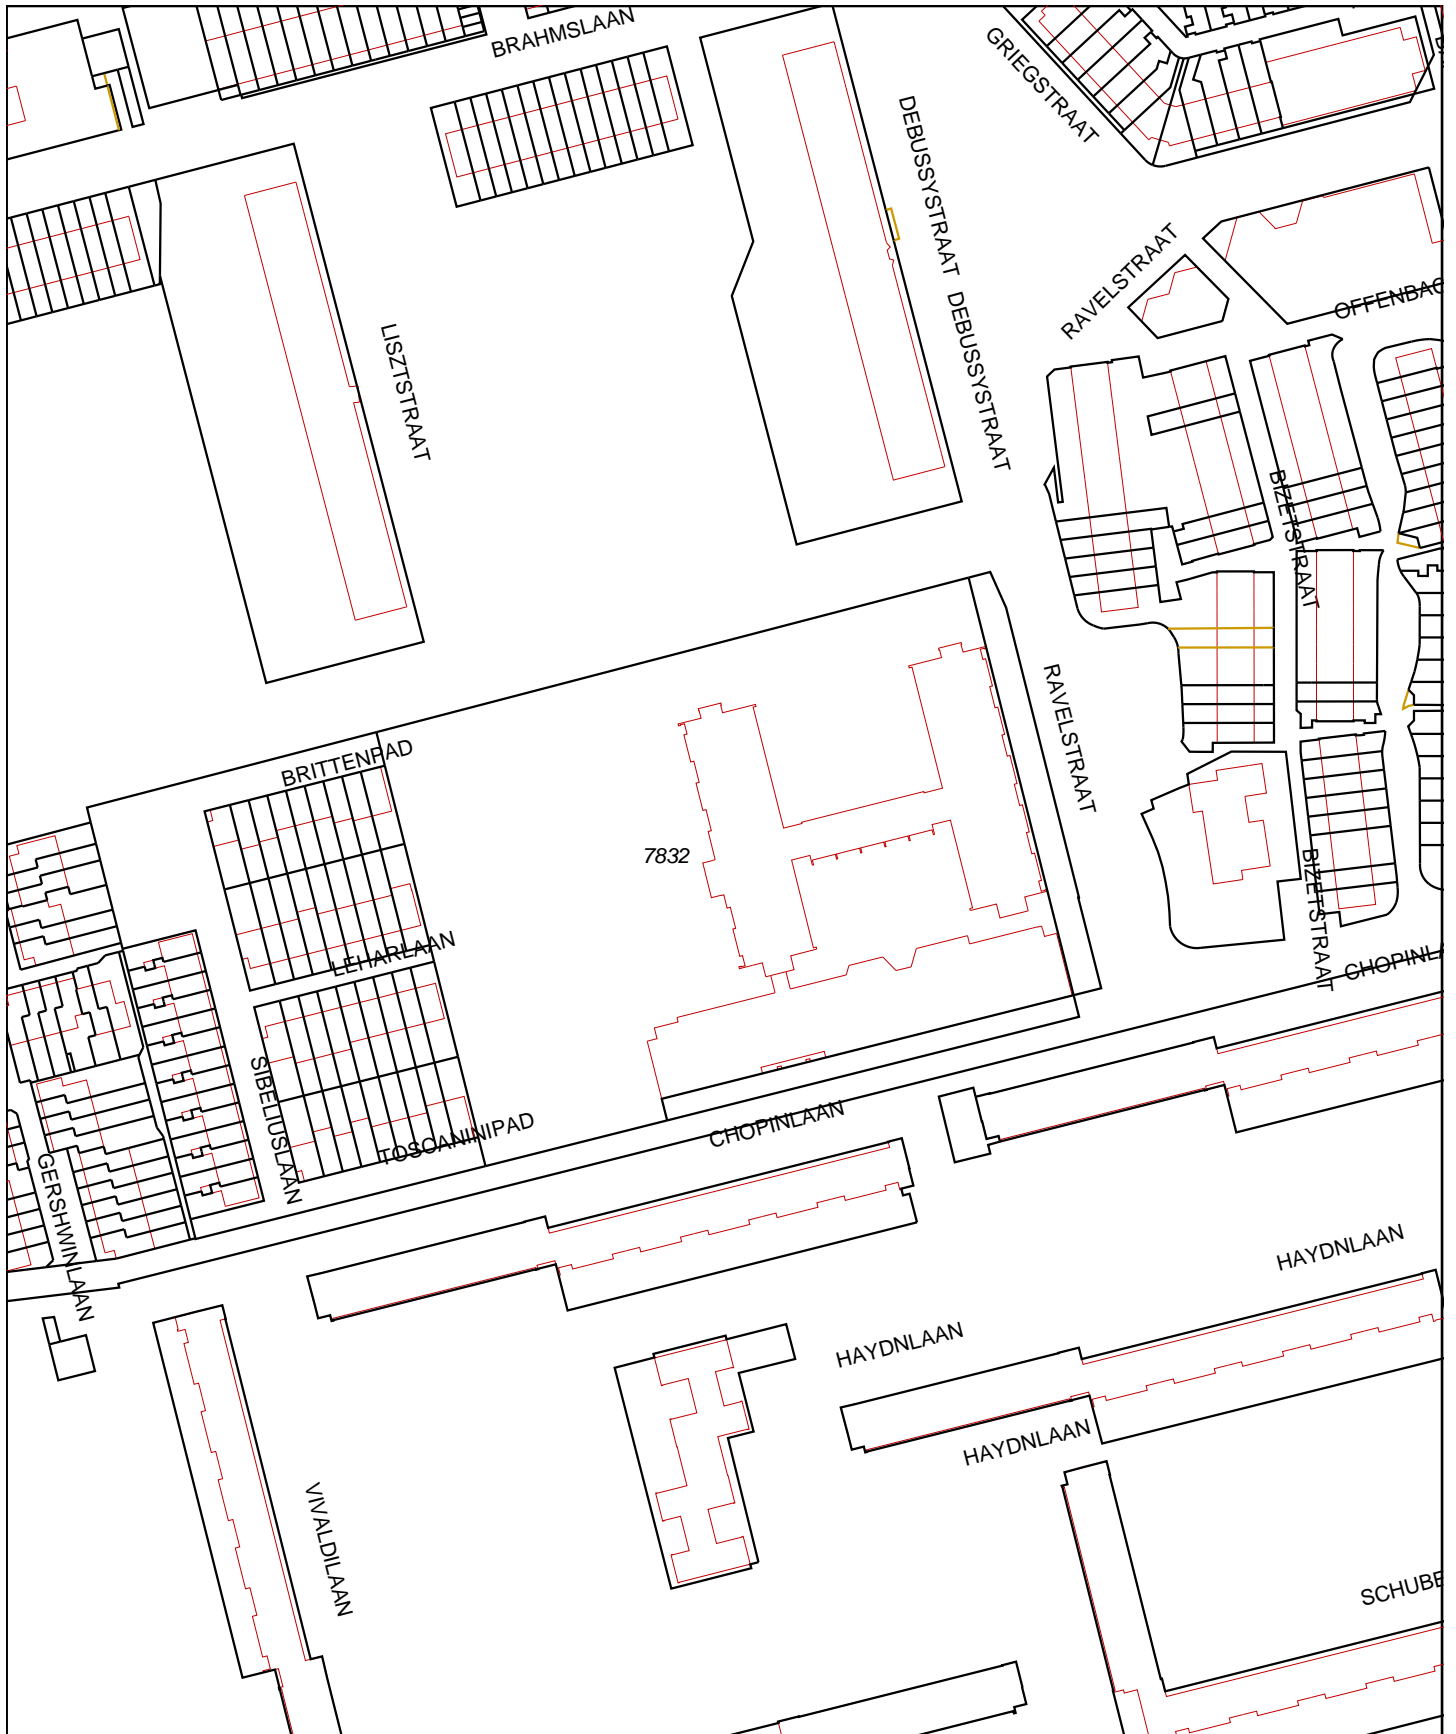 BRAHMSLAAN
GRIEGSTRAAT
DEBUSSYSTRAAT
RAVELSTRAAT
OFFENBAC
DEBUSSYSTRAAT
LISZTSTRAAT
BIZETSTRAAT
RAVELSTRAAT
BRITTENPAD
7832
BIZETSTRAAT
LEHARLAAN
CHOPINLA
SIBELIUSLAAN
CHOPINLAAN
TOSCANINIPAD
GERSHWINLAAN
HAYDNLAAN
HAYDNLAAN
HAYDNLAAN
VIVALDILAAN
SCHUBE